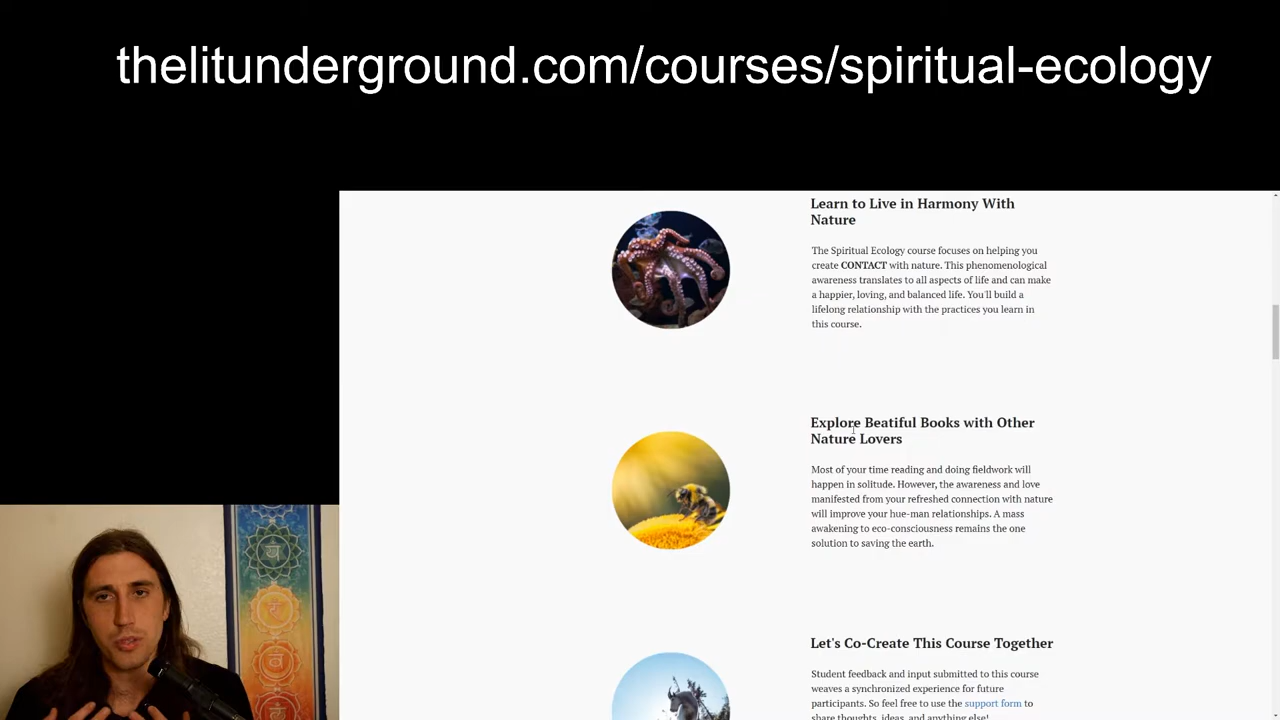 thelitunderground.com/courses/spiritual-ecology
Learn to Live in Harmony With
Nature
The Spiritual Ecology course focuses on helping you
create CONTACT with nature. This phenomenological
awareness translates to all aspects of life and can make
a happier, loving, and balanced life. You'll build a
lifelong relationship with the practices you learn in
this course.
Explore Beatiful Books with Other
Nature Lovers
Most of your time reading and doing fieldwork will
happen in solitude. However, the awareness and love
manifested from your refreshed connection with nature
will improve your hue-man relationships. A mass
awakening to eco-consciousness remains the one
solution to saving the earth.
Let's Co-Create This Course Together
Student feedback and input submitted to this course
weaves a synchronized experience for future
participants. So feel free to use the support form to
share thoughts, ideas, and anything else!